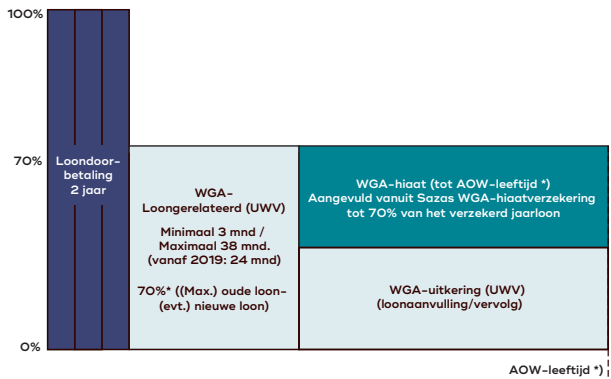 100%
70%
0%
Loondoor-
betaling
2 jaar
WGA-
Loongerelateerd (UWV)
Minimaal 3 mnd /
Maximaal 38 mnd.
(vanaf 2019: 24 mnd)
70%* ((Max.) oude loon-
(evt.) nieuwe loon)
WGA-hiaat (tot AOW-leeftijd *)
Aangevuld vanuit Sazas WGA-hiaatverzekering
tot 70% van het verzekerd jaarloon
WGA-uitkering (UWV)
(loonaanvulling/vervolg)
AOW-leeftijd *)